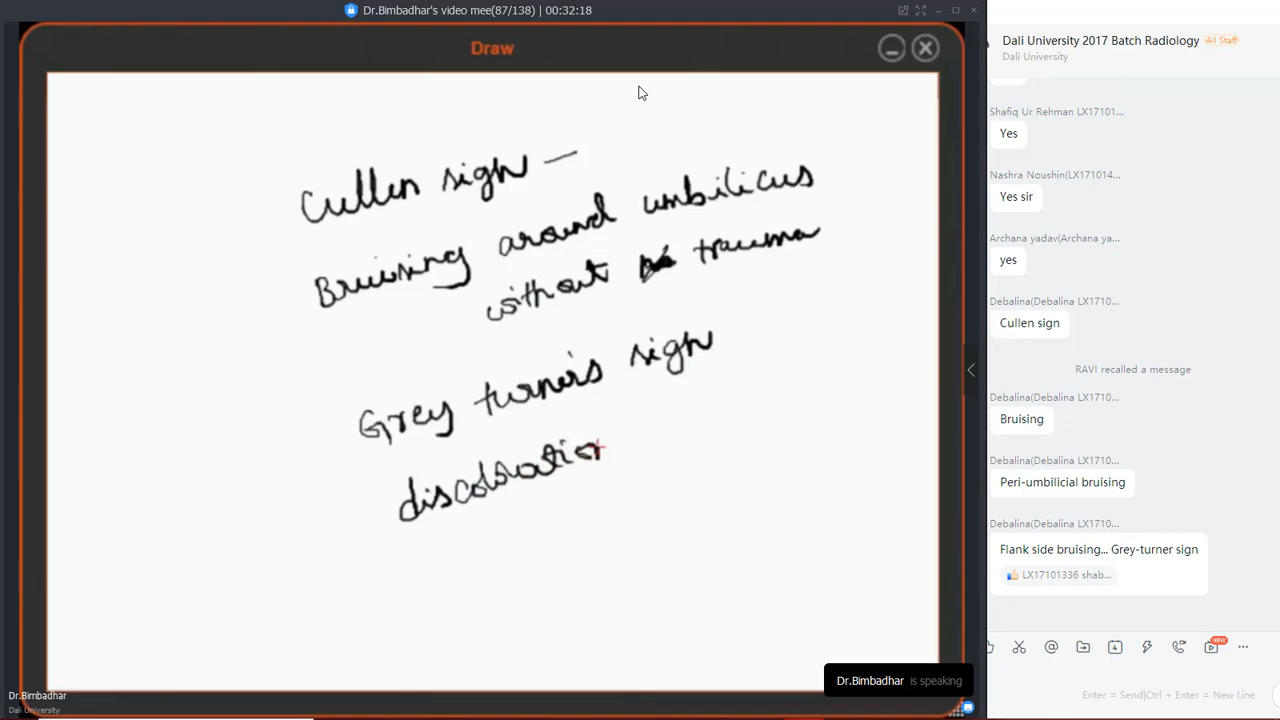 Dr.Bimbadhar's video mee(87/138) | 00:32:18
Draw
Cullen sign —
Bruising around umbilicus
without trauma
Grey turner's sign
discoloration
Dr.Bimbadhar is speaking
Dr.Bimbadhar
Dali University
Dali University 2017 Batch Radiology All Staff
Dali University
Shafiq Ur Rehman LX17101...
Yes
Nashra Noushin(LX171014...
Yes sir
Archana yadav(Archana ya...
yes
Debalina(Debalina LX1710...
Cullen sign
RAVI recalled a message
Debalina(Debalina LX1710...
Bruising
Debalina(Debalina LX1710...
Peri-umbilicial bruising
Debalina(Debalina LX1710...
Flank side bruising... Grey-turner sign
LX17101336 shab...
4
NEW
Enter = Send|Ctrl + Enter = New Line